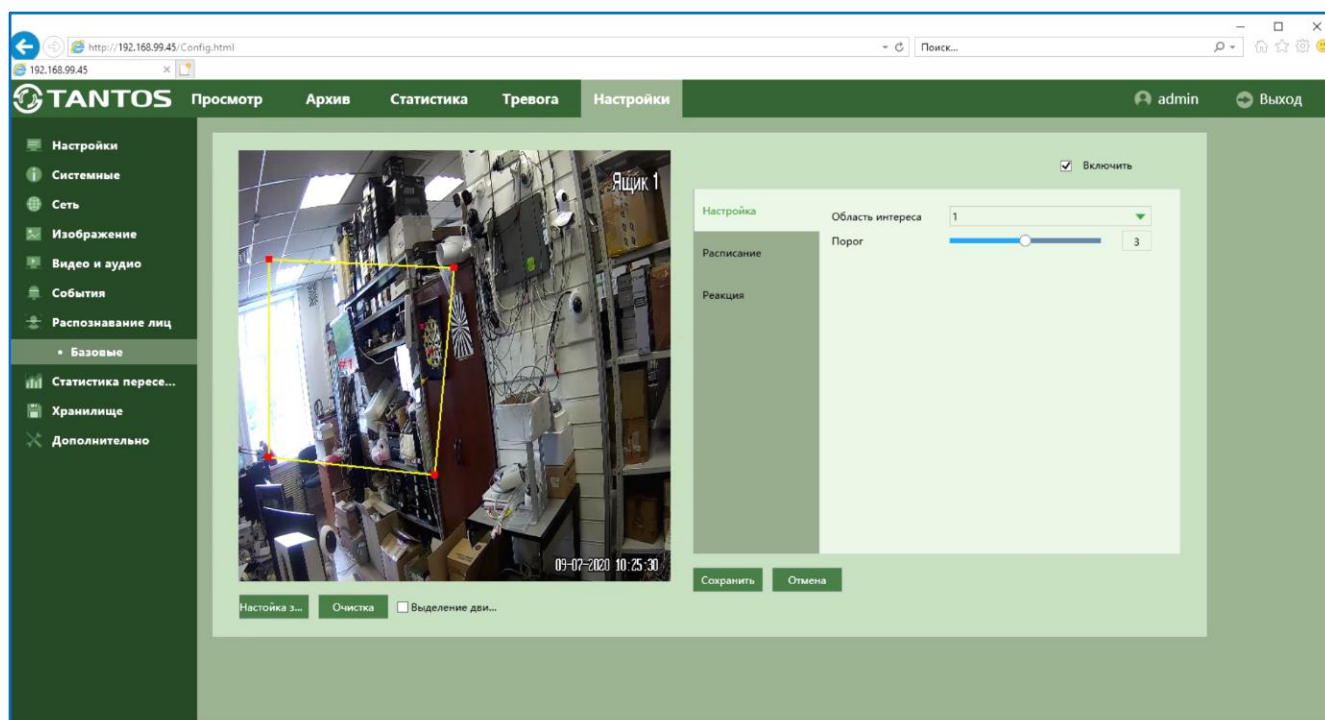 http://192.168.99.45/Config.html
Поиск...
192.168.99.45
TANTOS
Просмотр
Архив
Статистика
Тревога
Настройки
admin
Выход
Настройки
Системные
Сеть
Изображение
Видео и аудио
События
Распознавание лиц
• Базовые
Статистика пересе...
Хранилище
Дополнительно
Ящик 1
#1
09-07-2020 10:25:30
Настойка з...
Очистка
Выделение дви...
Включить
Настройка
Расписание
Реакция
Область интереса
1
Порог
3
Сохранить
Отмена